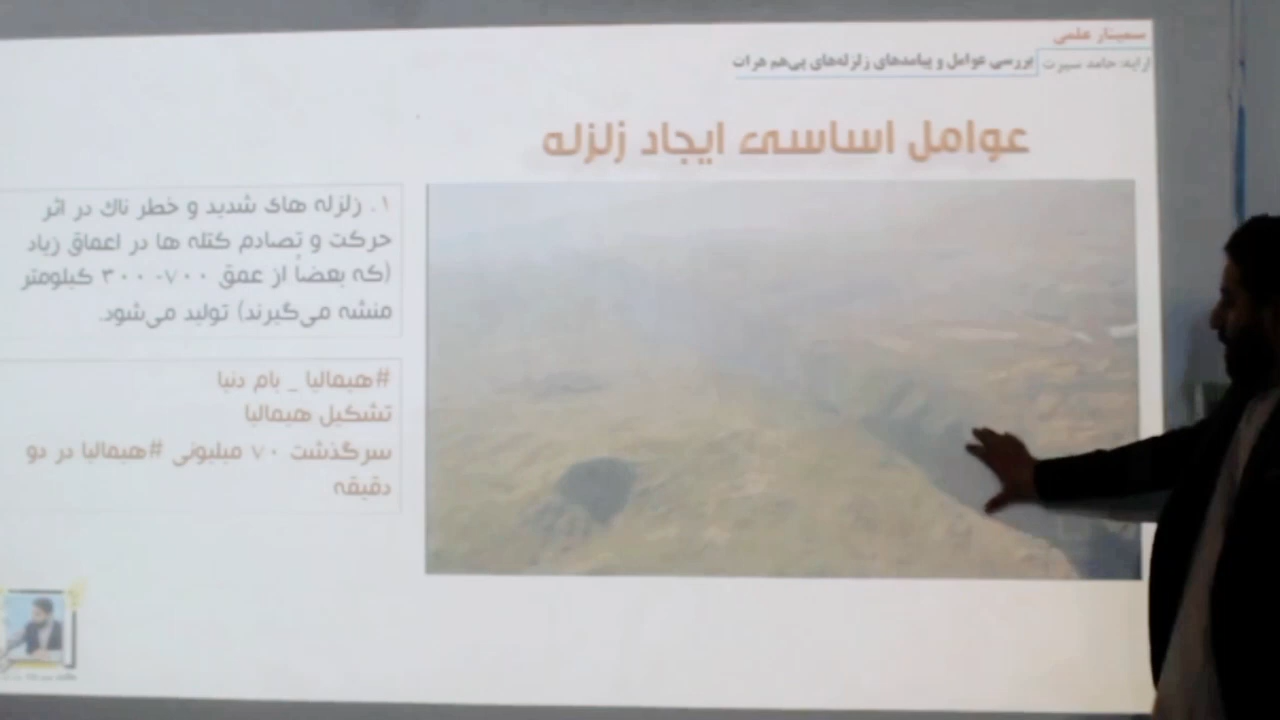 سمینار علمی
ارایه: حامد سیرت
بررسی عوامل و پیامدهای زلزله‌های پی‌هم هرات
عوامل اساسی ایجاد زلزله
۱. زلزله های شدید و خطر ناك در اثر
حرکت و تصادم کتله ها در اعماق زیاد
(که بعضاً از عمق ۷۰۰- ۳۰۰ کیلومتر
منشه می‌گیرند) تولید می‌شود.
#هیمالیا _ بام دنیا
تشکیل هیمالیا
سرگذشت ۷۰ میلیونی #هیمالیا در دو
دقیقه